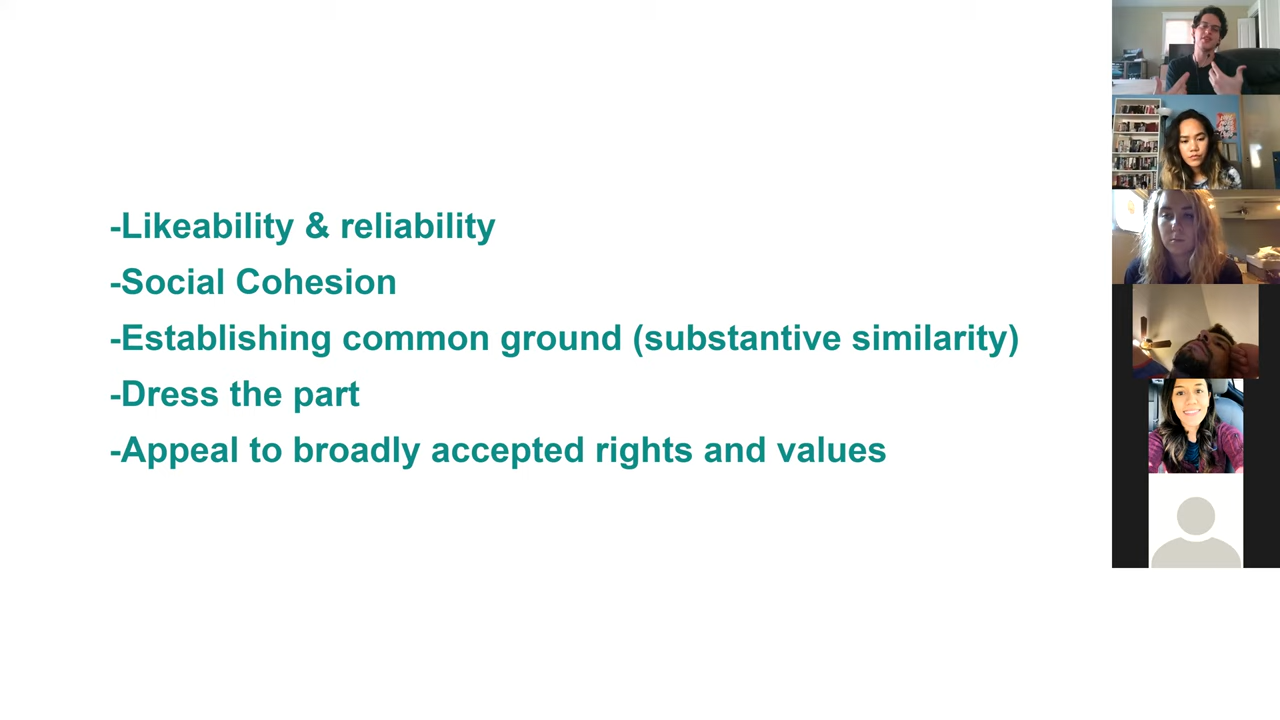 -Likeability & reliability
-Social Cohesion
-Establishing common ground (substantive similarity)
-Dress the part
-Appeal to broadly accepted rights and values